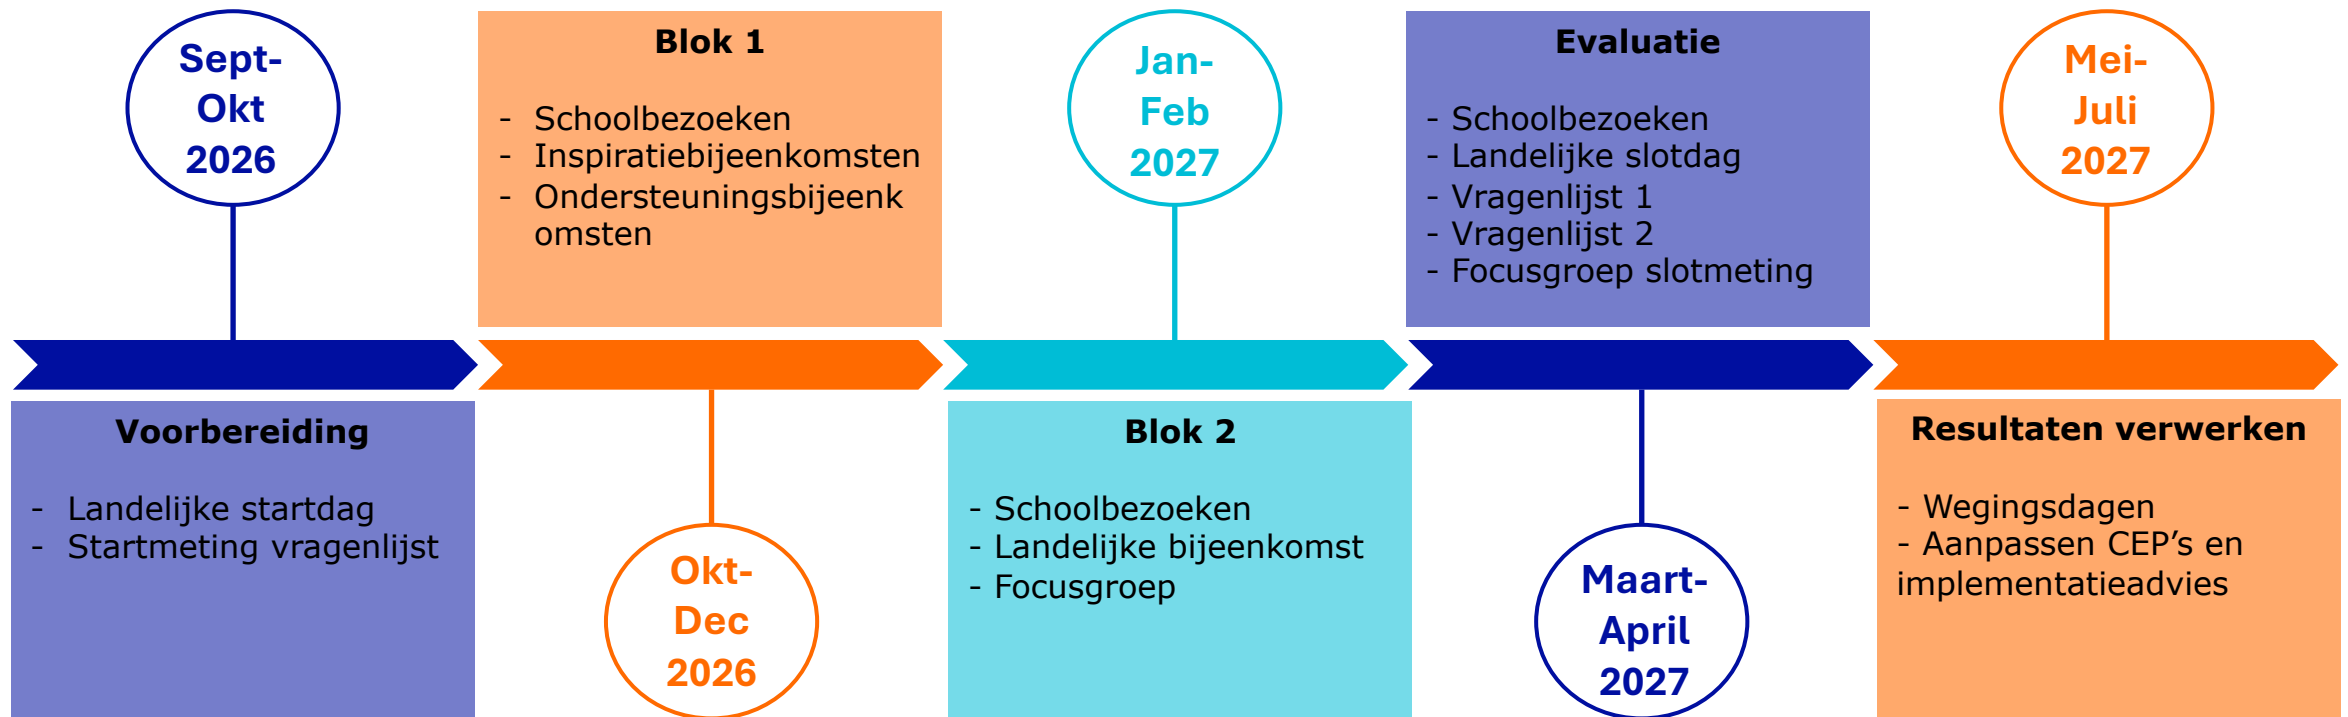 Sept-
Okt
2026
Voorbereiding
- Landelijke startdag
- Startmeting vragenlijst
Blok 1
- Schoolbezoeken
- Inspiratiebijeenkomsten
- Ondersteuningsbijeenk
omsten
Okt-
Dec
2026
Jan-
Feb
2027
Blok 2
- Schoolbezoeken
- Landelijke bijeenkomst
- Focusgroep
Evaluatie
- Schoolbezoeken
- Landelijke slotdag
- Vragenlijst 1
- Vragenlijst 2
- Focusgroep slotmeting
Maart-
April
2027
Mei-
Juli
2027
Resultaten verwerken
- Wegingsdagen
- Aanpassen CEP’s en
implementatieadvies